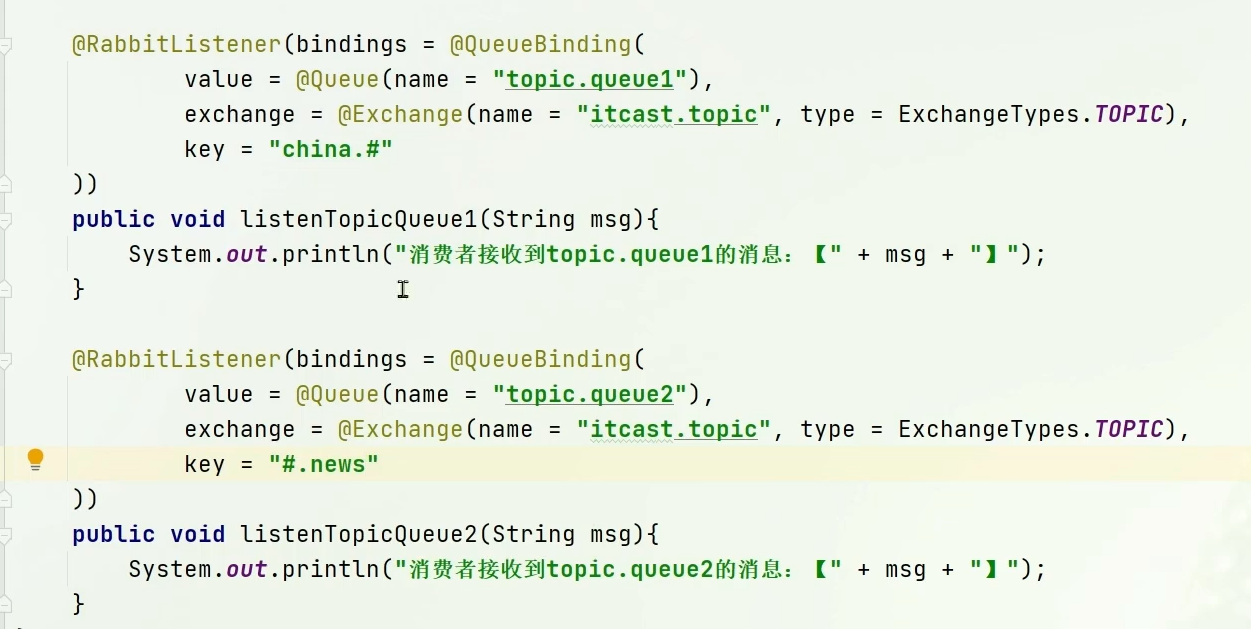 @RabbitListener(bindings = @QueueBinding(
value = @Queue(name = "topic.queue1"),
exchange = @Exchange(name = "itcast.topic", type = ExchangeTypes.TOPIC),
key = "china.#"
))
public void listenTopicQueue1(String msg){
System.out.println("消费者接收到topic.queue1的消息：【" + msg + "】");
}
@RabbitListener(bindings = @QueueBinding(
value = @Queue(name = "topic.queue2"),
exchange = @Exchange(name = "itcast.topic", type = ExchangeTypes.TOPIC),
key = "#.news"
))
public void listenTopicQueue2(String msg){
System.out.println("消费者接收到topic.queue2的消息：【" + msg + "】");
}